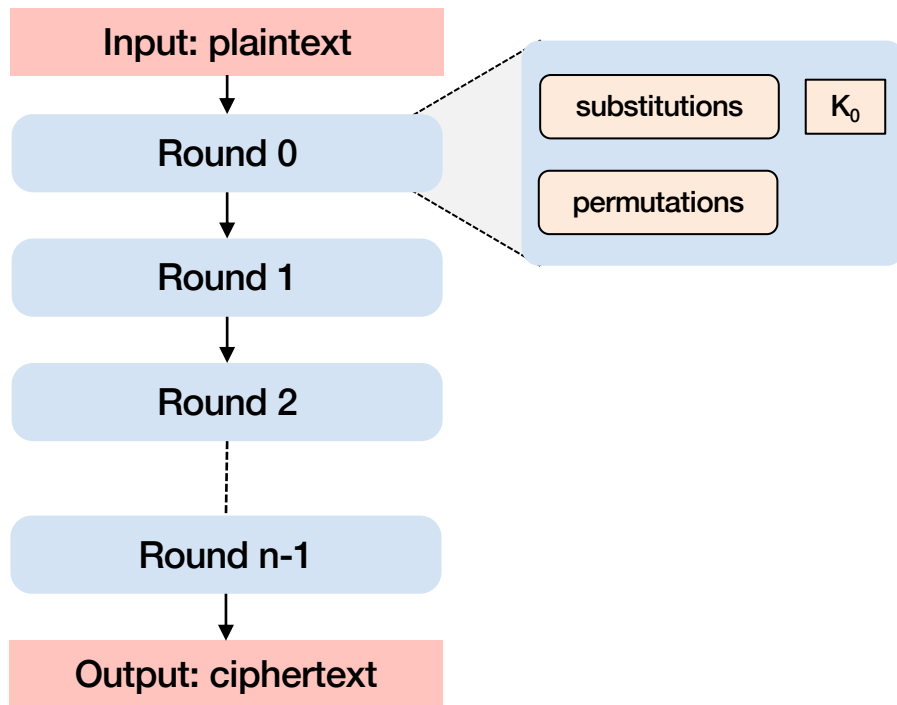 Input: plaintext
Round 0
substitutions
K₀
permutations
Round 1
Round 2
Round n-1
Output: ciphertext